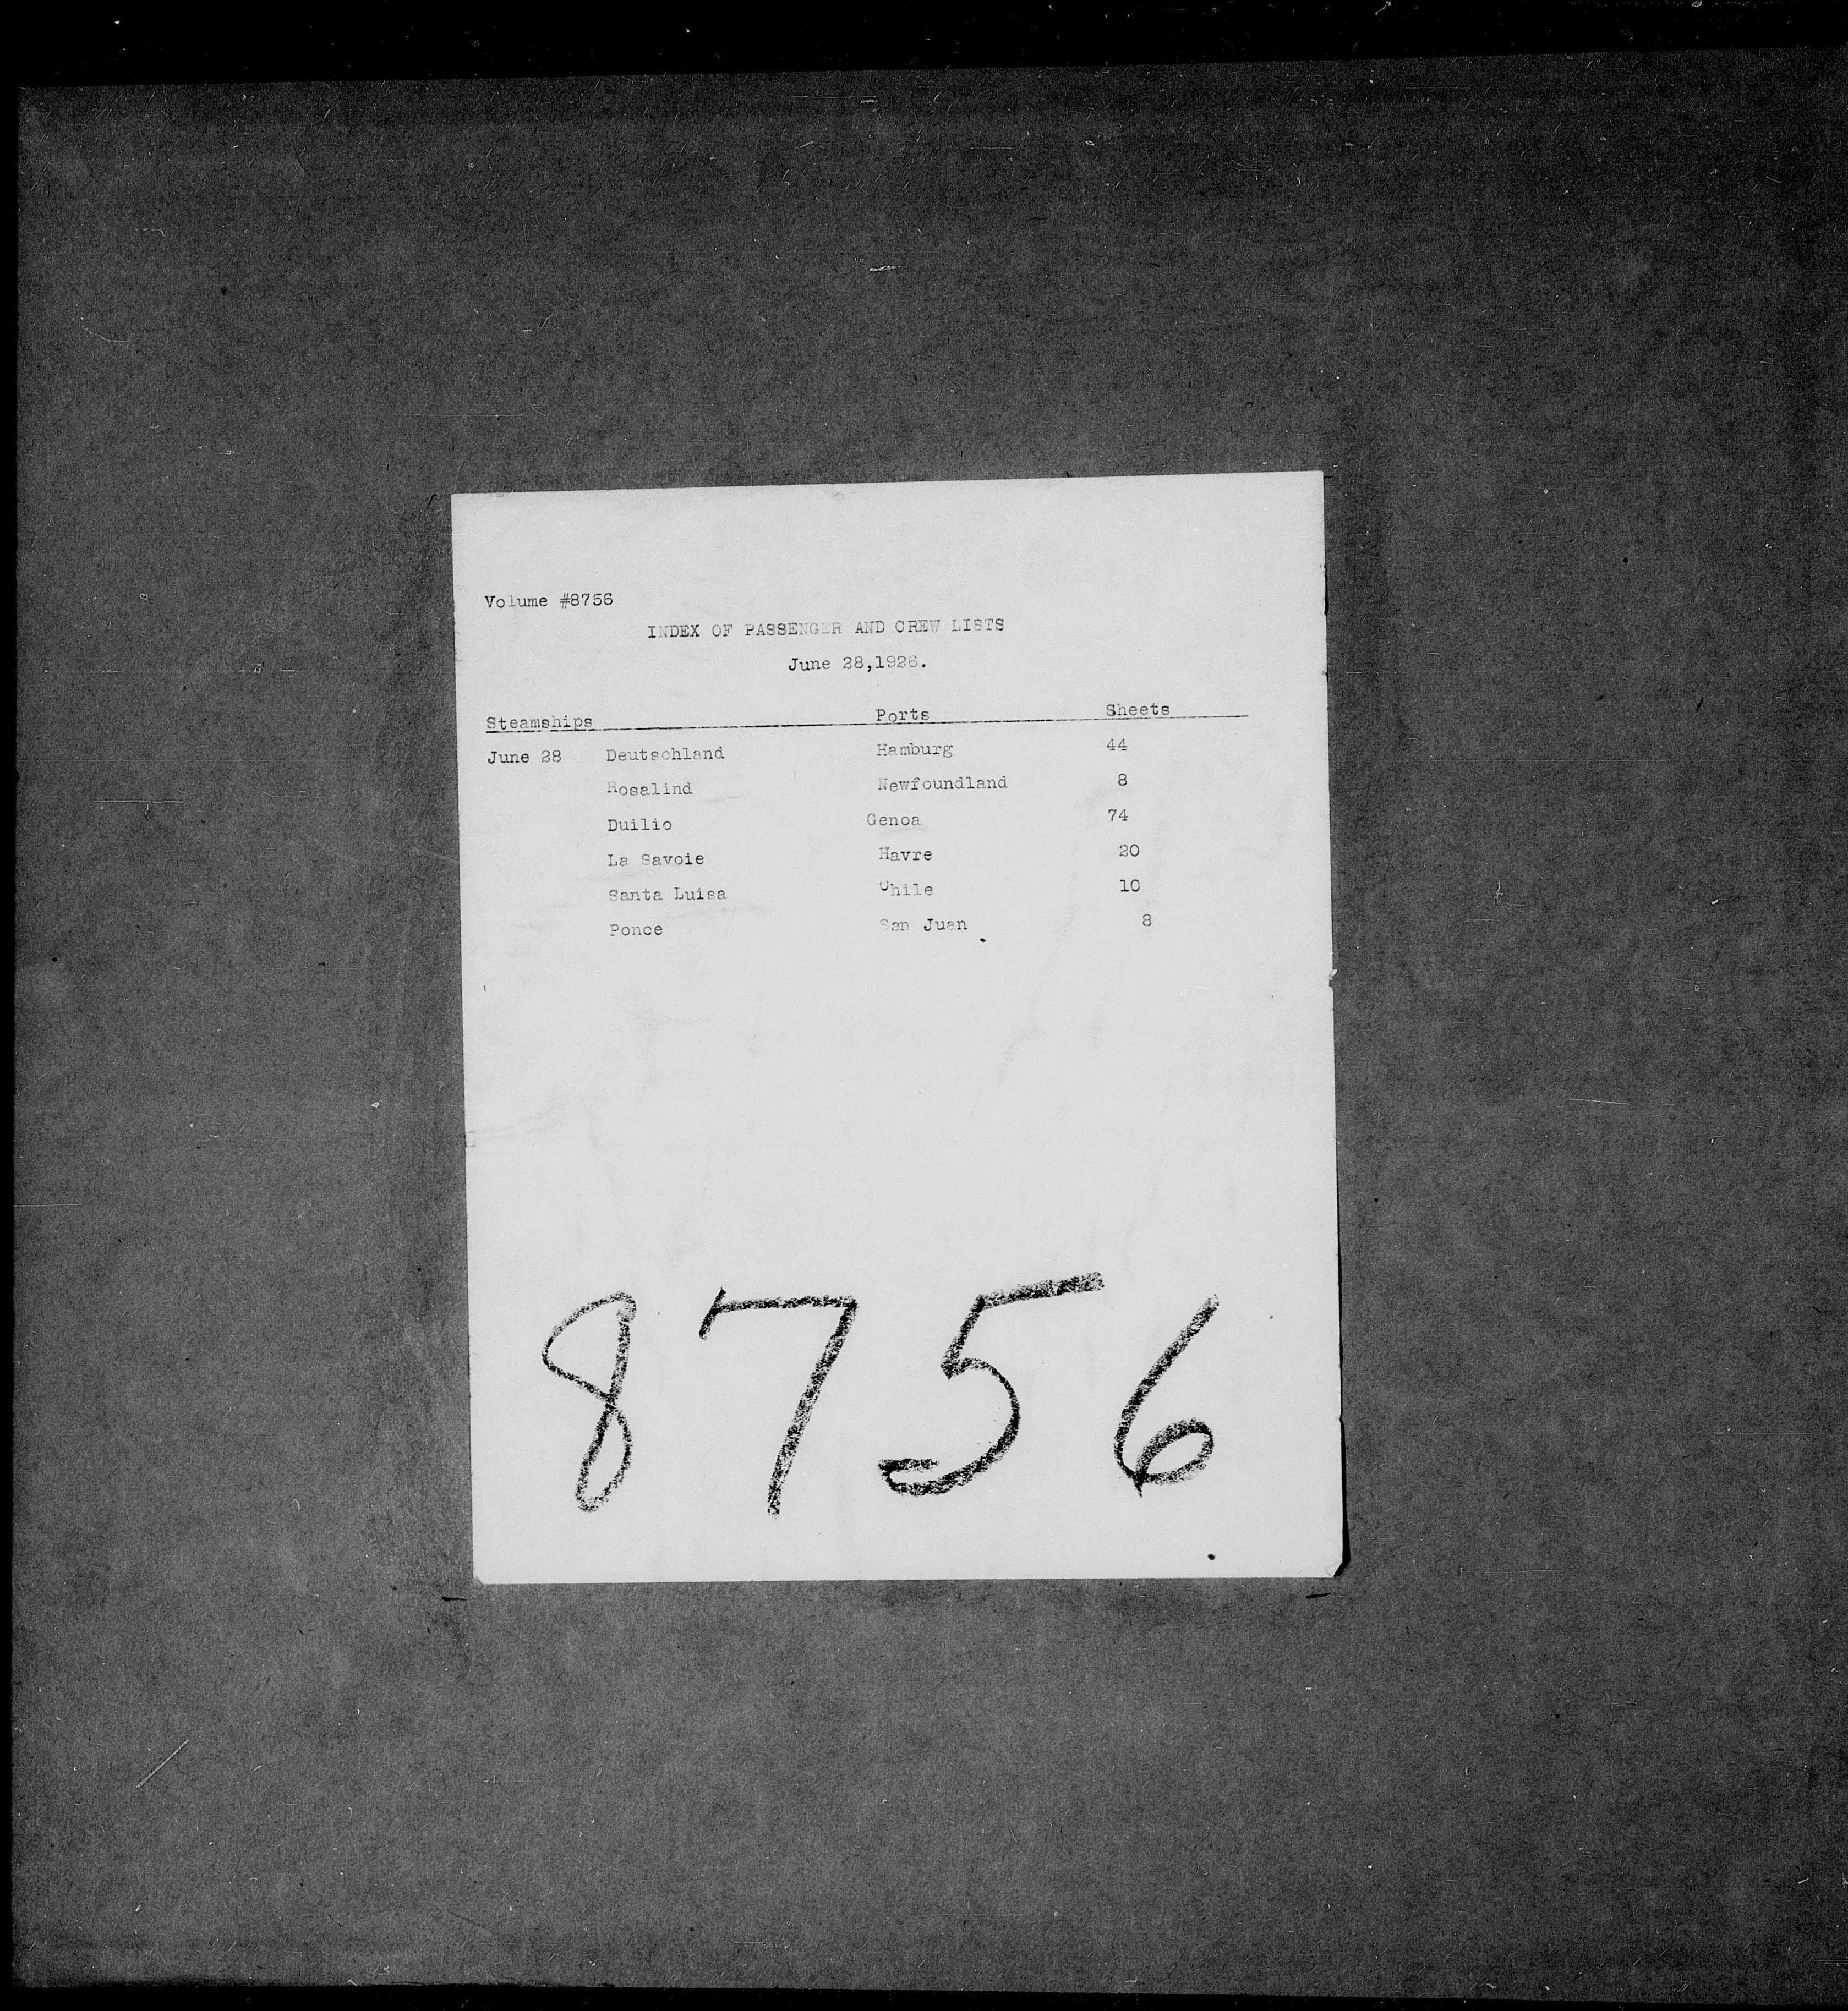 Volume #8756
INDEX OF PASSENGER AND CREW LISTS
June 28,1926.
Steamships Ports Sheets
June 28 Deutschland Hamburg 44
Rosalind Newfoundland 8
Duilio Genoa 74
La Savoie Havre 20
Santa Luisa Chile 10
Ponce San Juan 8
8756